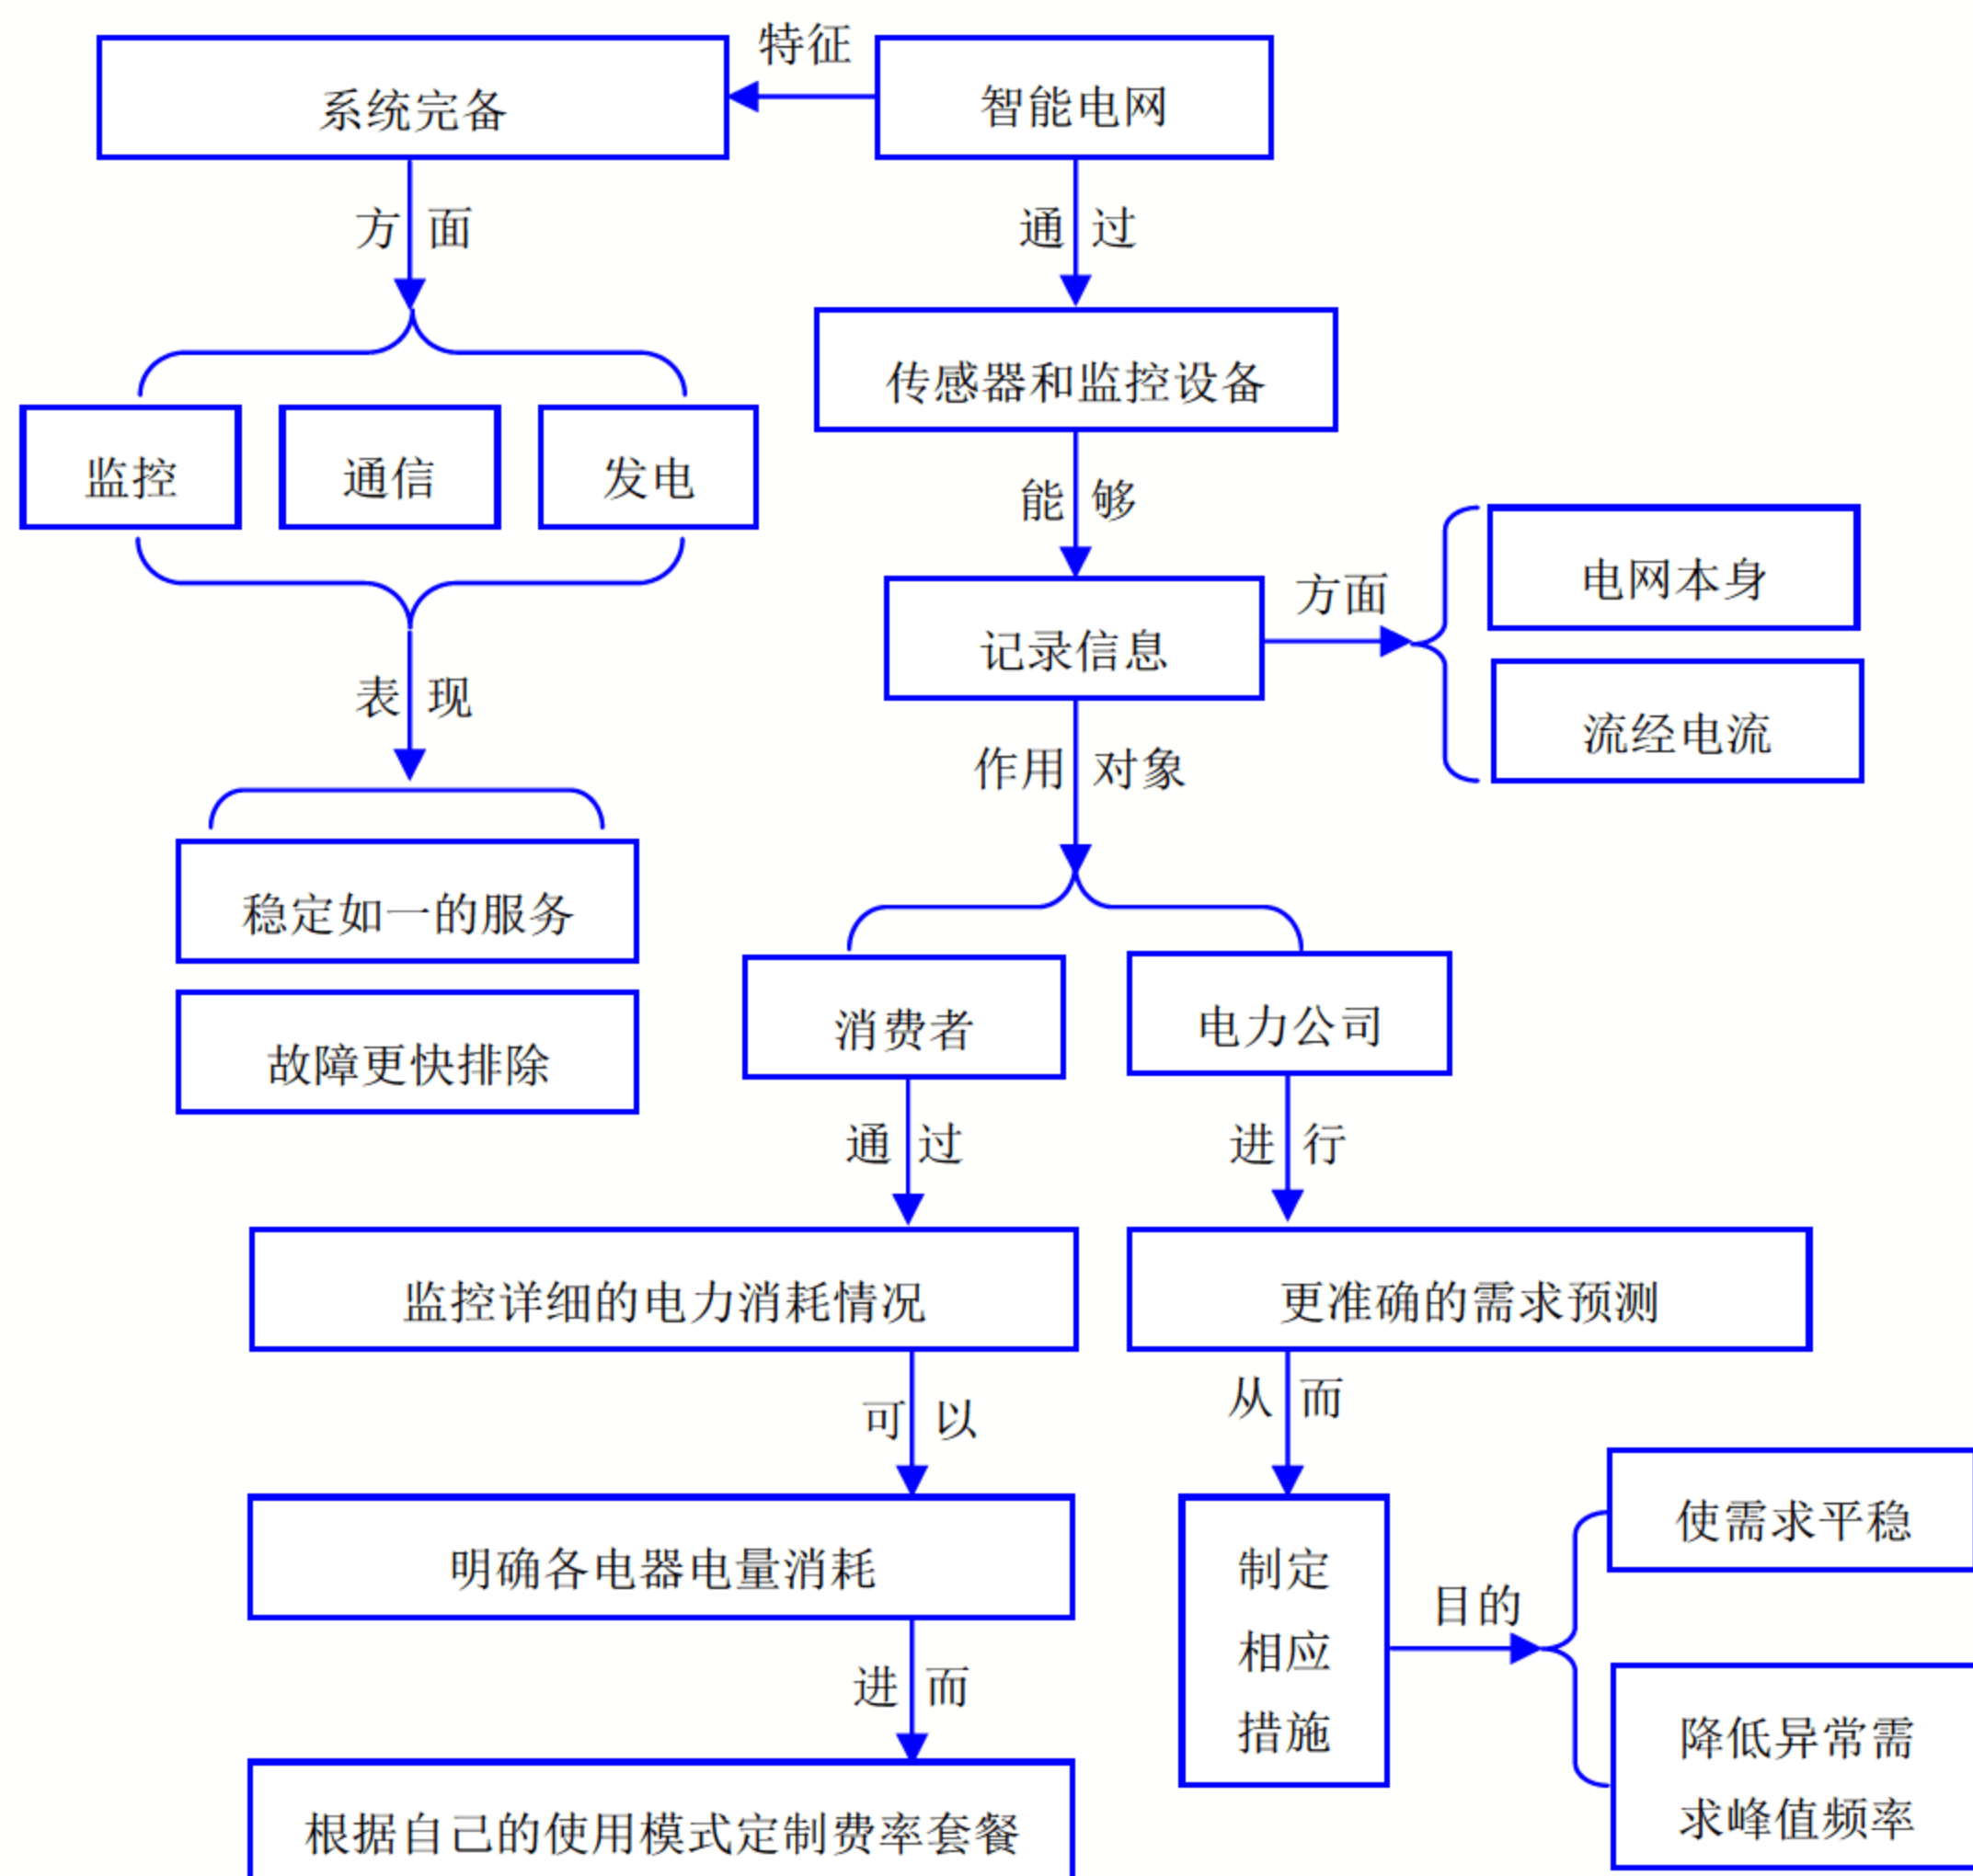 特征
系统完备
智能电网
方面
通过
传感器和监控设备
监控
通信
发电
能够
电网本身
方面
记录信息
表现
流经电流
作用对象
稳定如一的服务
消费者
电力公司
故障更快排除
通过
进行
监控详细的电力消耗情况
更准确的需求预测
从而
可以
使需求平稳
明确各电器电量消耗
制定
相应
措施
目的
进而
降低异常需
求峰值频率
根据自己的使用模式定制费率套餐